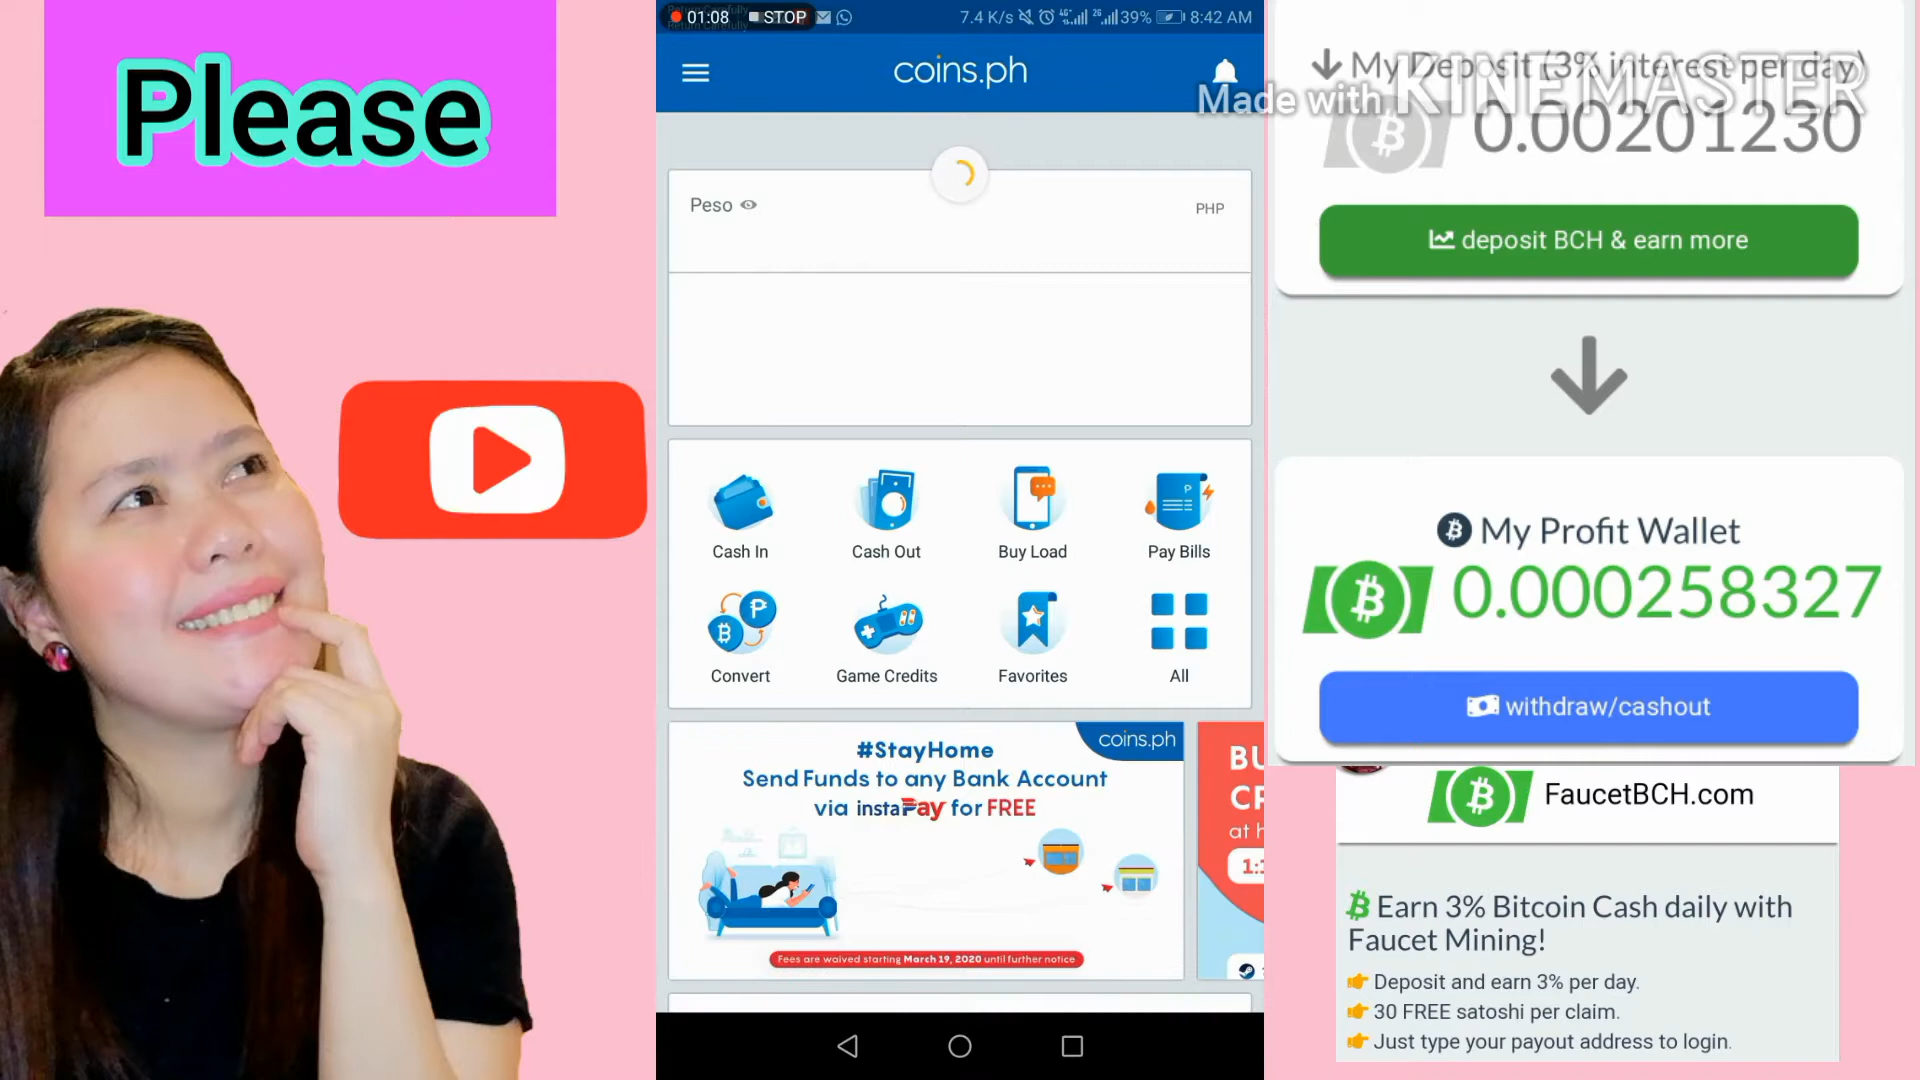 Please
01:08 STOP
7.4 K/s 39% 8:42 AM
coins.ph
Peso
PHP
Cash In
Cash Out
Buy Load
Pay Bills
Convert
Game Credits
Favorites
All
coins.ph
#StayHome
Send Funds to any Bank Account
via instaPay for FREE
Fees are waived starting March 19, 2020 until further notice
My Deposit (3% interest per day)
Made with KINEMASTER
0.00201230
deposit BCH & earn more
My Profit Wallet
0.000258327
withdraw/cashout
FaucetBCH.com
Earn 3% Bitcoin Cash daily with
Faucet Mining!
Deposit and earn 3% per day.
30 FREE satoshi per claim.
Just type your payout address to login.